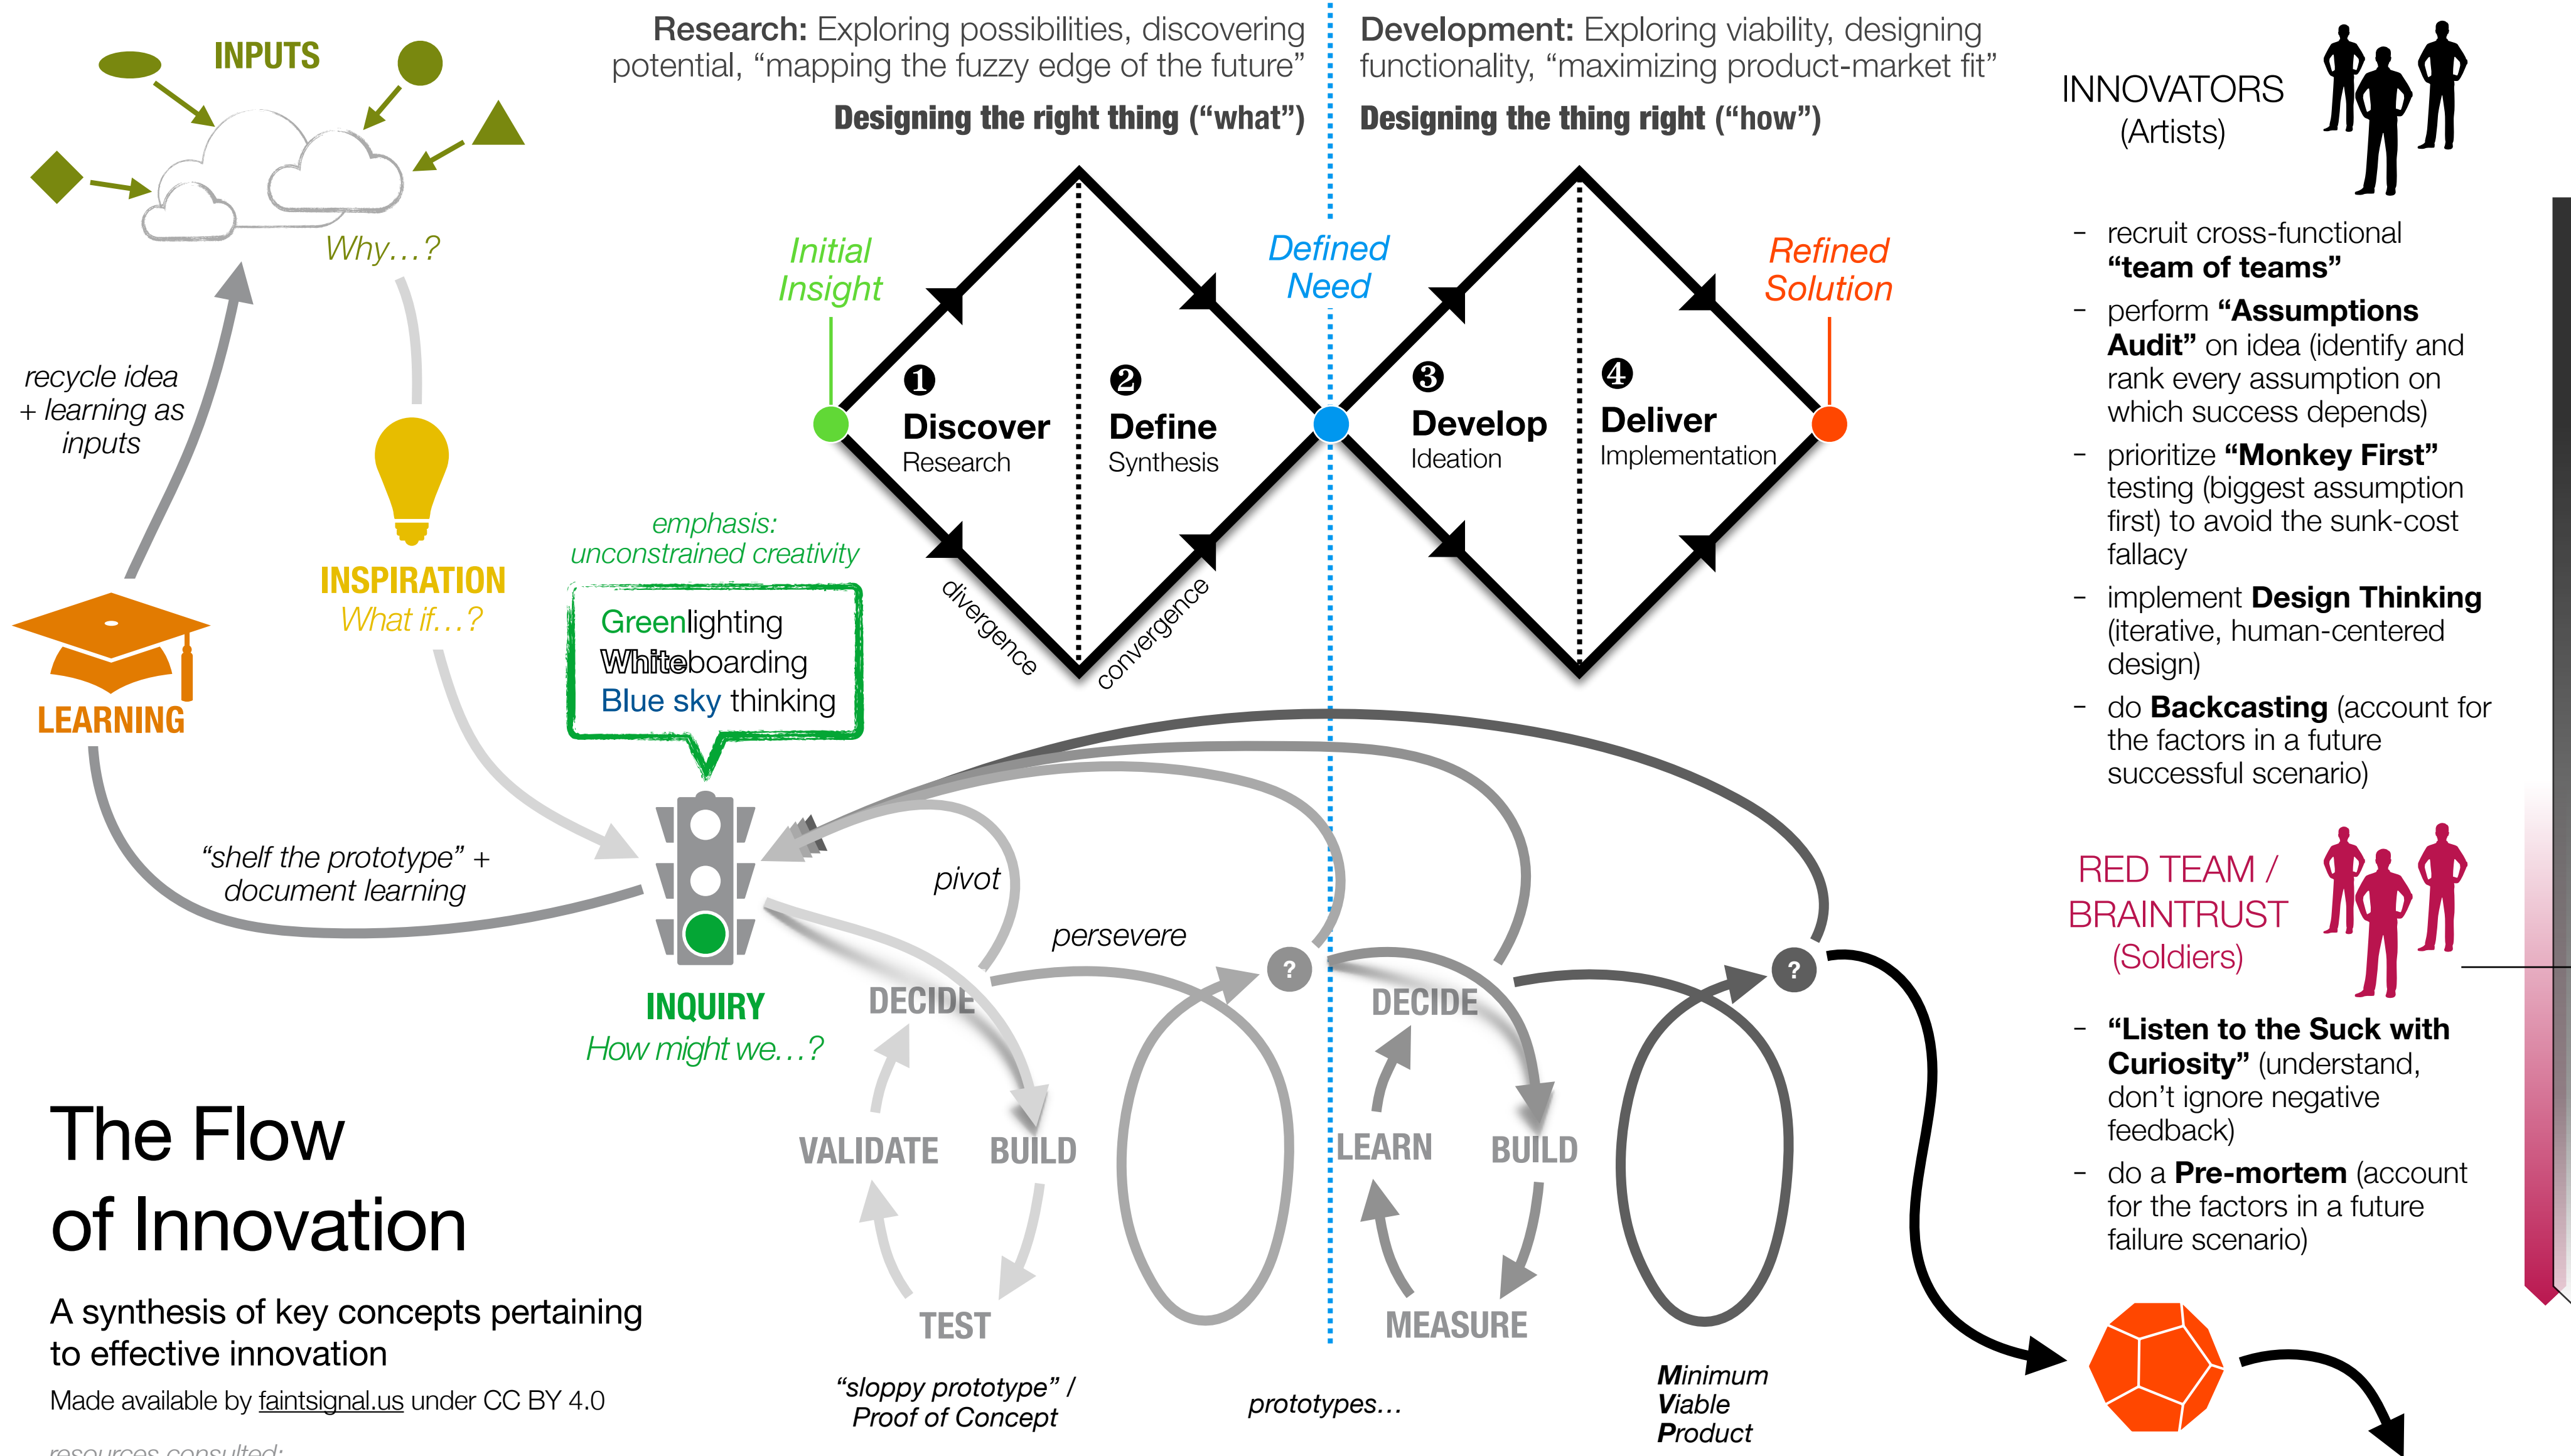 INPUTS
Why…?
recycle idea
+ learning as
inputs
INSPIRATION
What if…?
LEARNING
"shelf the prototype" +
document learning
emphasis:
unconstrained creativity
Greenlighting
Whiteboarding
Blue sky thinking
INQUIRY
How might we…?
Research: Exploring possibilities, discovering
potential, "mapping the fuzzy edge of the future"
Designing the right thing ("what")
Development: Exploring viability, designing
functionality, "maximizing product-market fit"
Designing the thing right ("how")
Initial
Insight
Defined
Need
Refined
Solution
❶
Discover
Research
❷
Define
Synthesis
❸
Develop
Ideation
❹
Deliver
Implementation
divergence
convergence
pivot
persevere
?
?
DECIDE
VALIDATE
BUILD
TEST
DECIDE
LEARN
BUILD
MEASURE
"sloppy prototype" /
Proof of Concept
prototypes…
Minimum
Viable
Product
INNOVATORS
(Artists)
– recruit cross-functional
"team of teams"
– perform "Assumptions
Audit" on idea (identify and
rank every assumption on
which success depends)
– prioritize "Monkey First"
testing (biggest assumption
first) to avoid the sunk-cost
fallacy
– implement Design Thinking
(iterative, human-centered
design)
– do Backcasting (account for
the factors in a future
successful scenario)
RED TEAM /
BRAINTRUST
(Soldiers)
– "Listen to the Suck with
Curiosity" (understand,
don't ignore negative
feedback)
– do a Pre-mortem (account
for the factors in a future
failure scenario)
The Flow
of Innovation
A synthesis of key concepts pertaining
to effective innovation
Made available by faintsignal.us under CC BY 4.0
resources consulted: